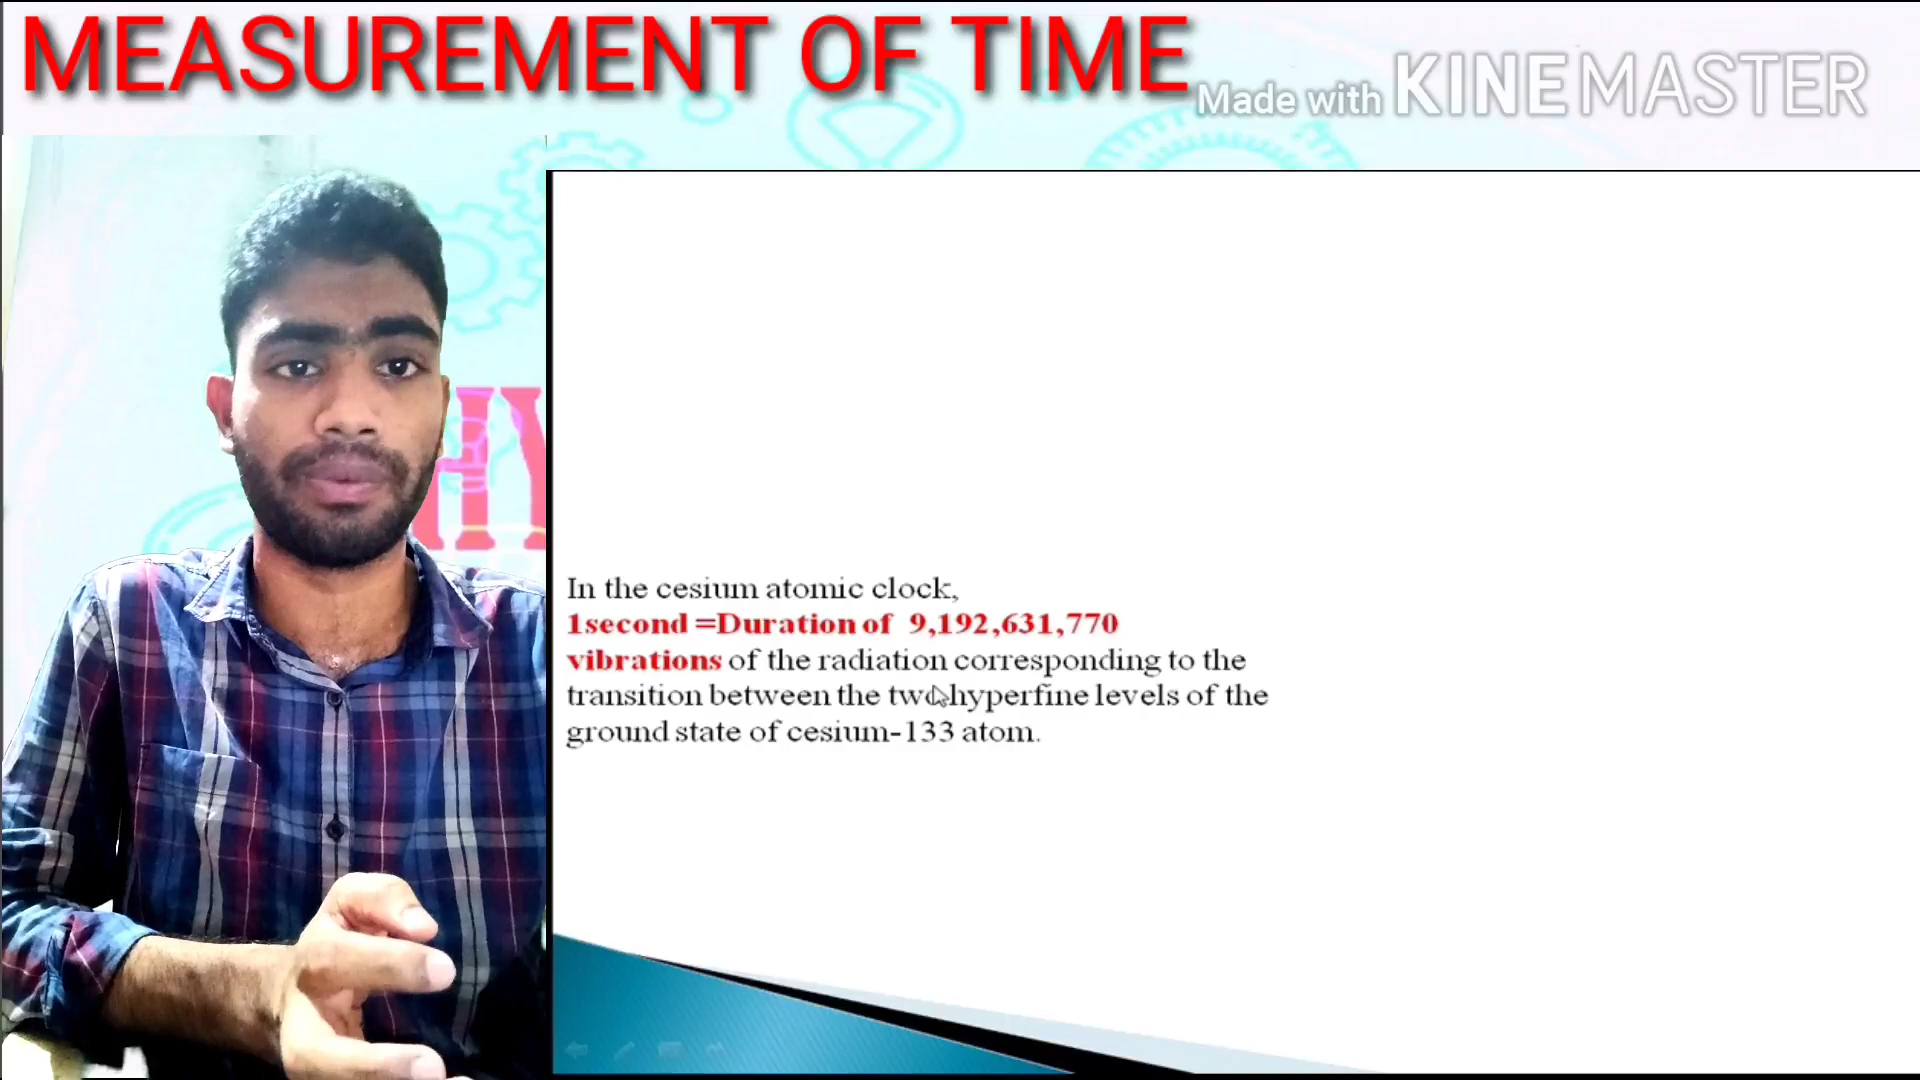 MEASUREMENT OF TIME
Made with KINEMASTER
HY
In the cesium atomic clock,
1second =Duration of 9,192,631,770
vibrations of the radiation corresponding to the
transition between the two hyperfine levels of the
ground state of cesium-133 atom.